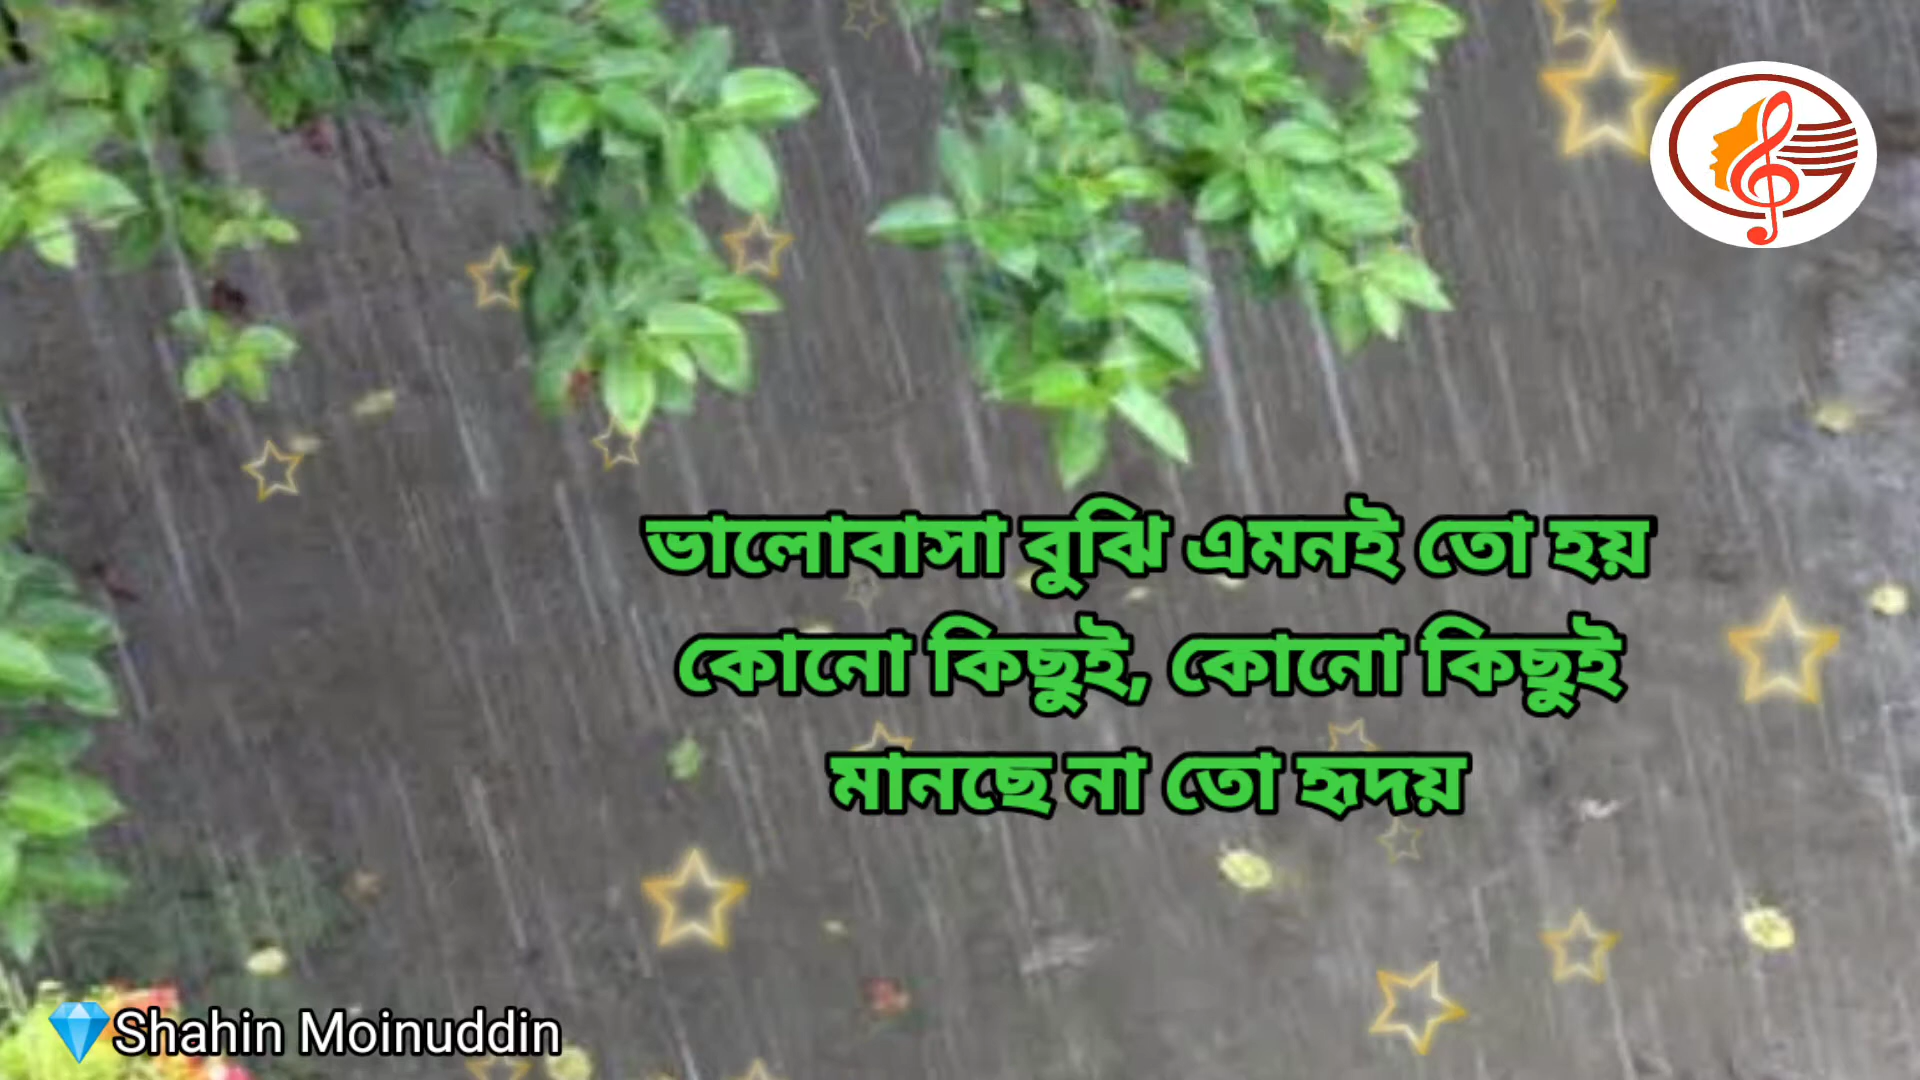 ভালোবাসা বুঝি এমনই তো হয়
কোনো কিছুই, কোনো কিছুই
মানছে না তো হৃদয়
💎Shahin Moinuddin